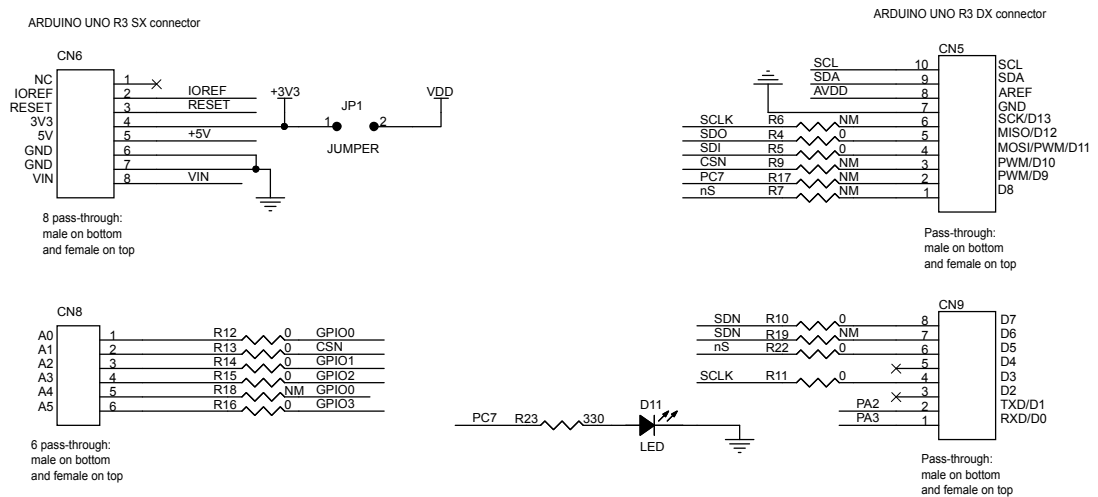 ARDUINO UNO R3 SX connector
CN6
NC 1
IOREF 2 IOREF
RESET 3 RESET
3V3 4
5V 5 +5V
GND 6
GND 7
VIN 8 VIN
+3V3
JP1
1 2
JUMPER
VDD
8 pass-through:
male on bottom
and female on top
ARDUINO UNO R3 DX connector
CN5
SCL 10 SCL
SDA 9 SDA
AVDD 8 AREF
7 GND
SCLK R6 NM 6 SCK/D13
SDO R4 0 5 MISO/D12
SDI R5 0 4 MOSI/PWM/D11
CSN R9 NM 3 PWM/D10
PC7 R17 NM 2 PWM/D9
nS R7 NM 1 D8
Pass-through:
male on bottom
and female on top
CN8
A0 1 R12 0 GPIO0
A1 2 R13 0 CSN
A2 3 R14 0 GPIO1
A3 4 R15 0 GPIO2
A4 5 R18 NM GPIO0
A5 6 R16 0 GPIO3
6 pass-through:
male on bottom
and female on top
PC7 R23 330
D11
LED
CN9
SDN R10 0 8 D7
SDN R19 NM 7 D6
nS R22 0 6 D5
5 D4
SCLK R11 0 4 D3
3 D2
PA2 2 TXD/D1
PA3 1 RXD/D0
Pass-through:
male on bottom
and female on top